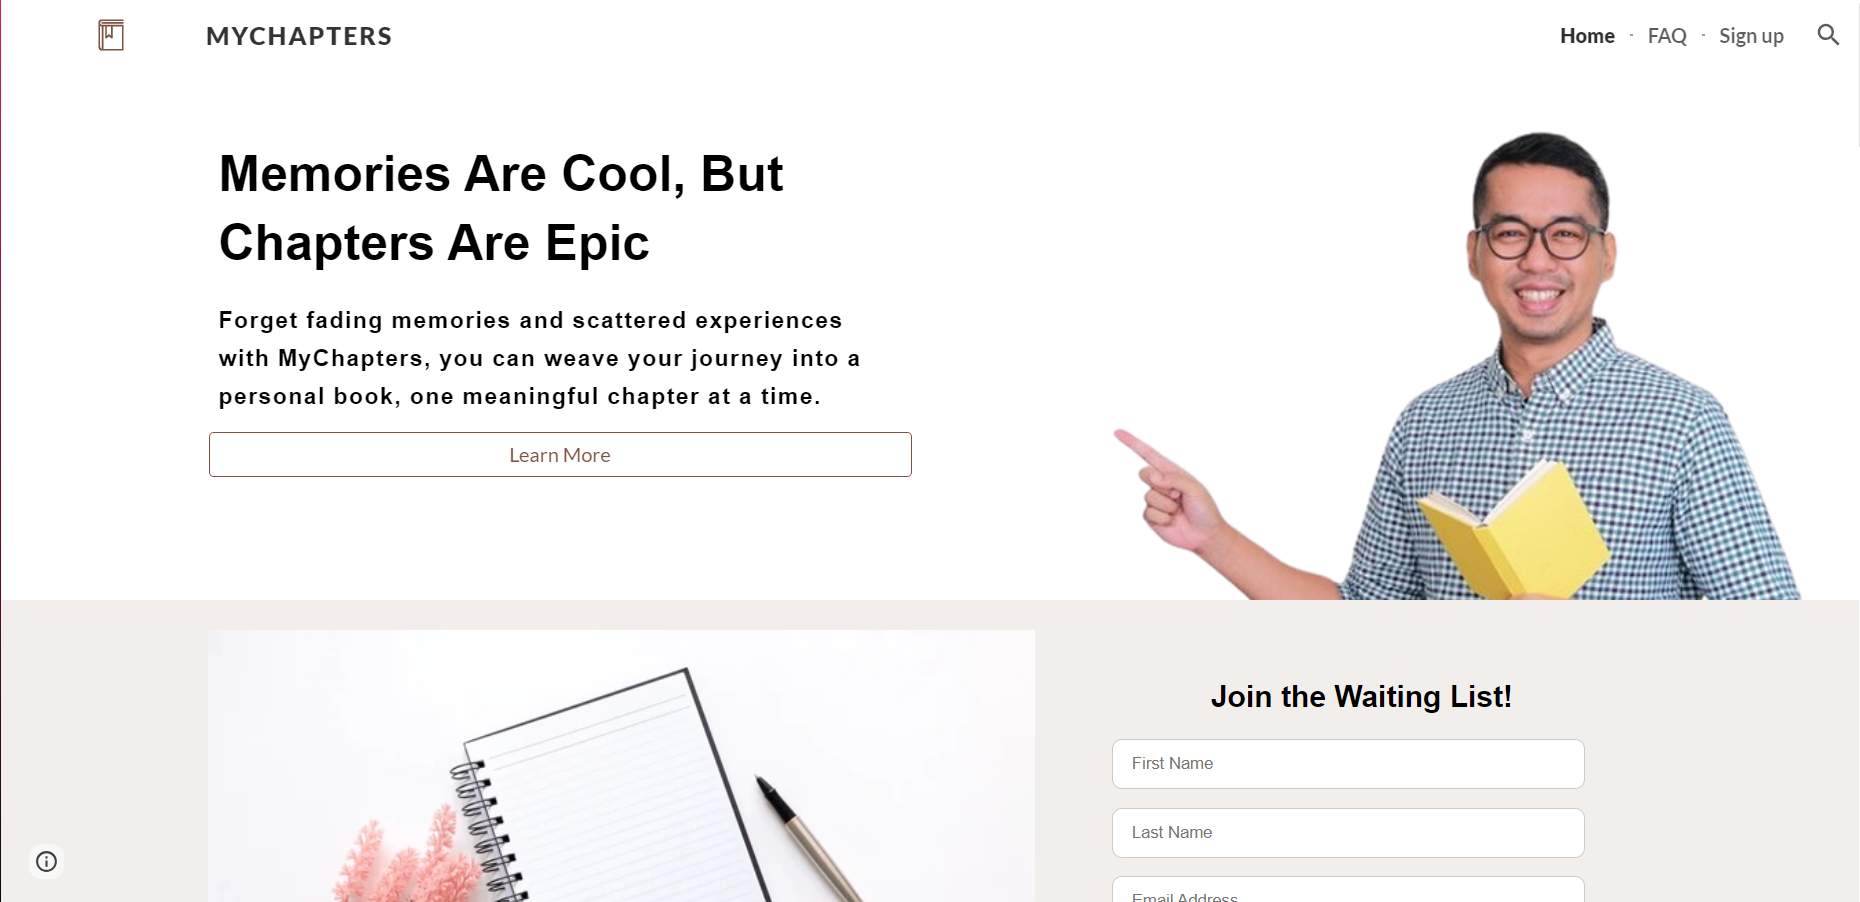 MYCHAPTERS
Home · FAQ · Sign up
Memories Are Cool, But
Chapters Are Epic
Forget fading memories and scattered experiences
with MyChapters, you can weave your journey into a
personal book, one meaningful chapter at a time.
Learn More
Join the Waiting List!
First Name
Last Name
Email Address